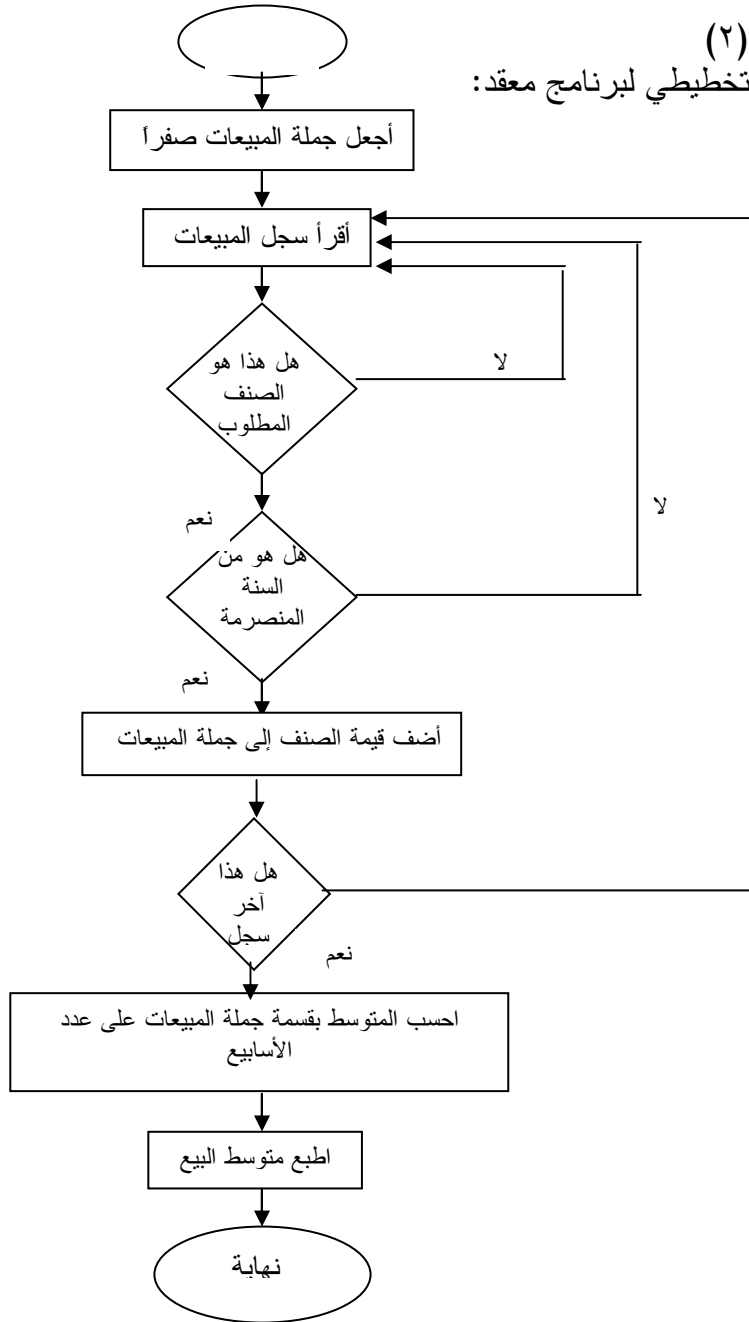 (٢)
تخطيطي لبرنامج معقد:
أجعل جملة المبيعات صفراً
أقرأ سجل المبيعات
هل هذا هو
الصنف
المطلوب
لا
نعم
هل هو من
السنة
المنصرمة
لا
نعم
أضف قيمة الصنف إلى جملة المبيعات
هل هذا
آخر
سجل
نعم
احسب المتوسط بقسمة جملة المبيعات على عدد
الأسابيع
اطبع متوسط البيع
نهاية